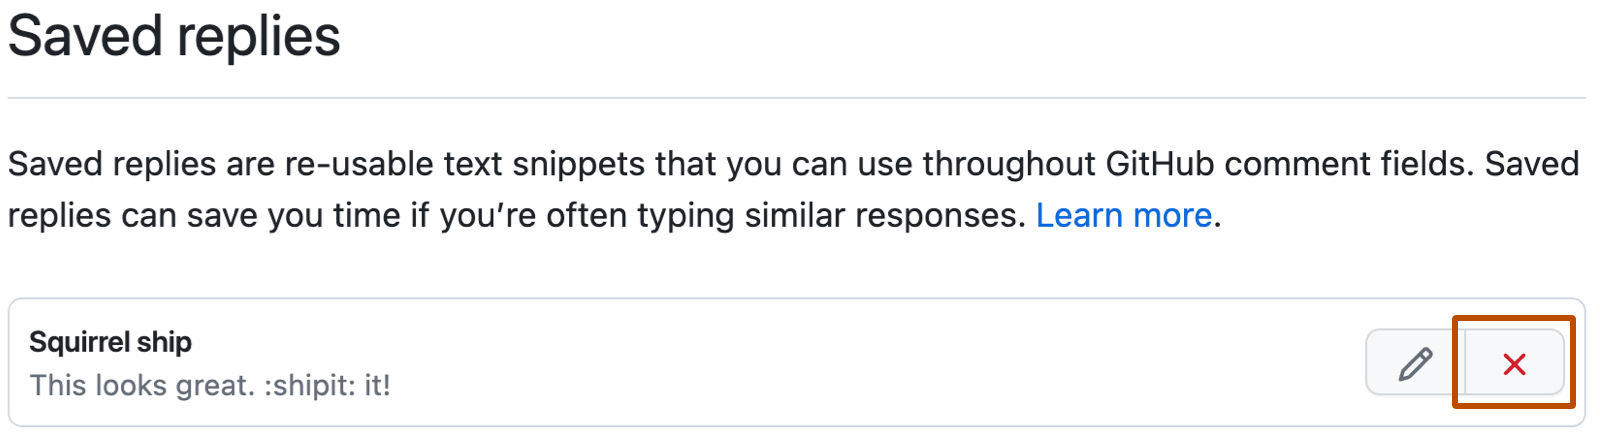 Saved replies
Saved replies are re-usable text snippets that you can use throughout GitHub comment fields. Saved
replies can save you time if you’re often typing similar responses. Learn more.
Squirrel ship
This looks great. :shipit: it!